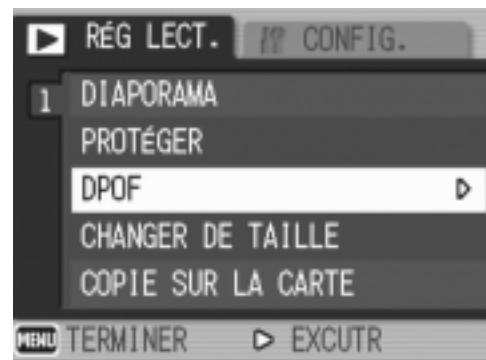 RÉG LECT. CONFIG.
1 DIAPORAMA
PROTÉGER
DPOF
CHANGER DE TAILLE
COPIE SUR LA CARTE
MENU TERMINER EXCUTR